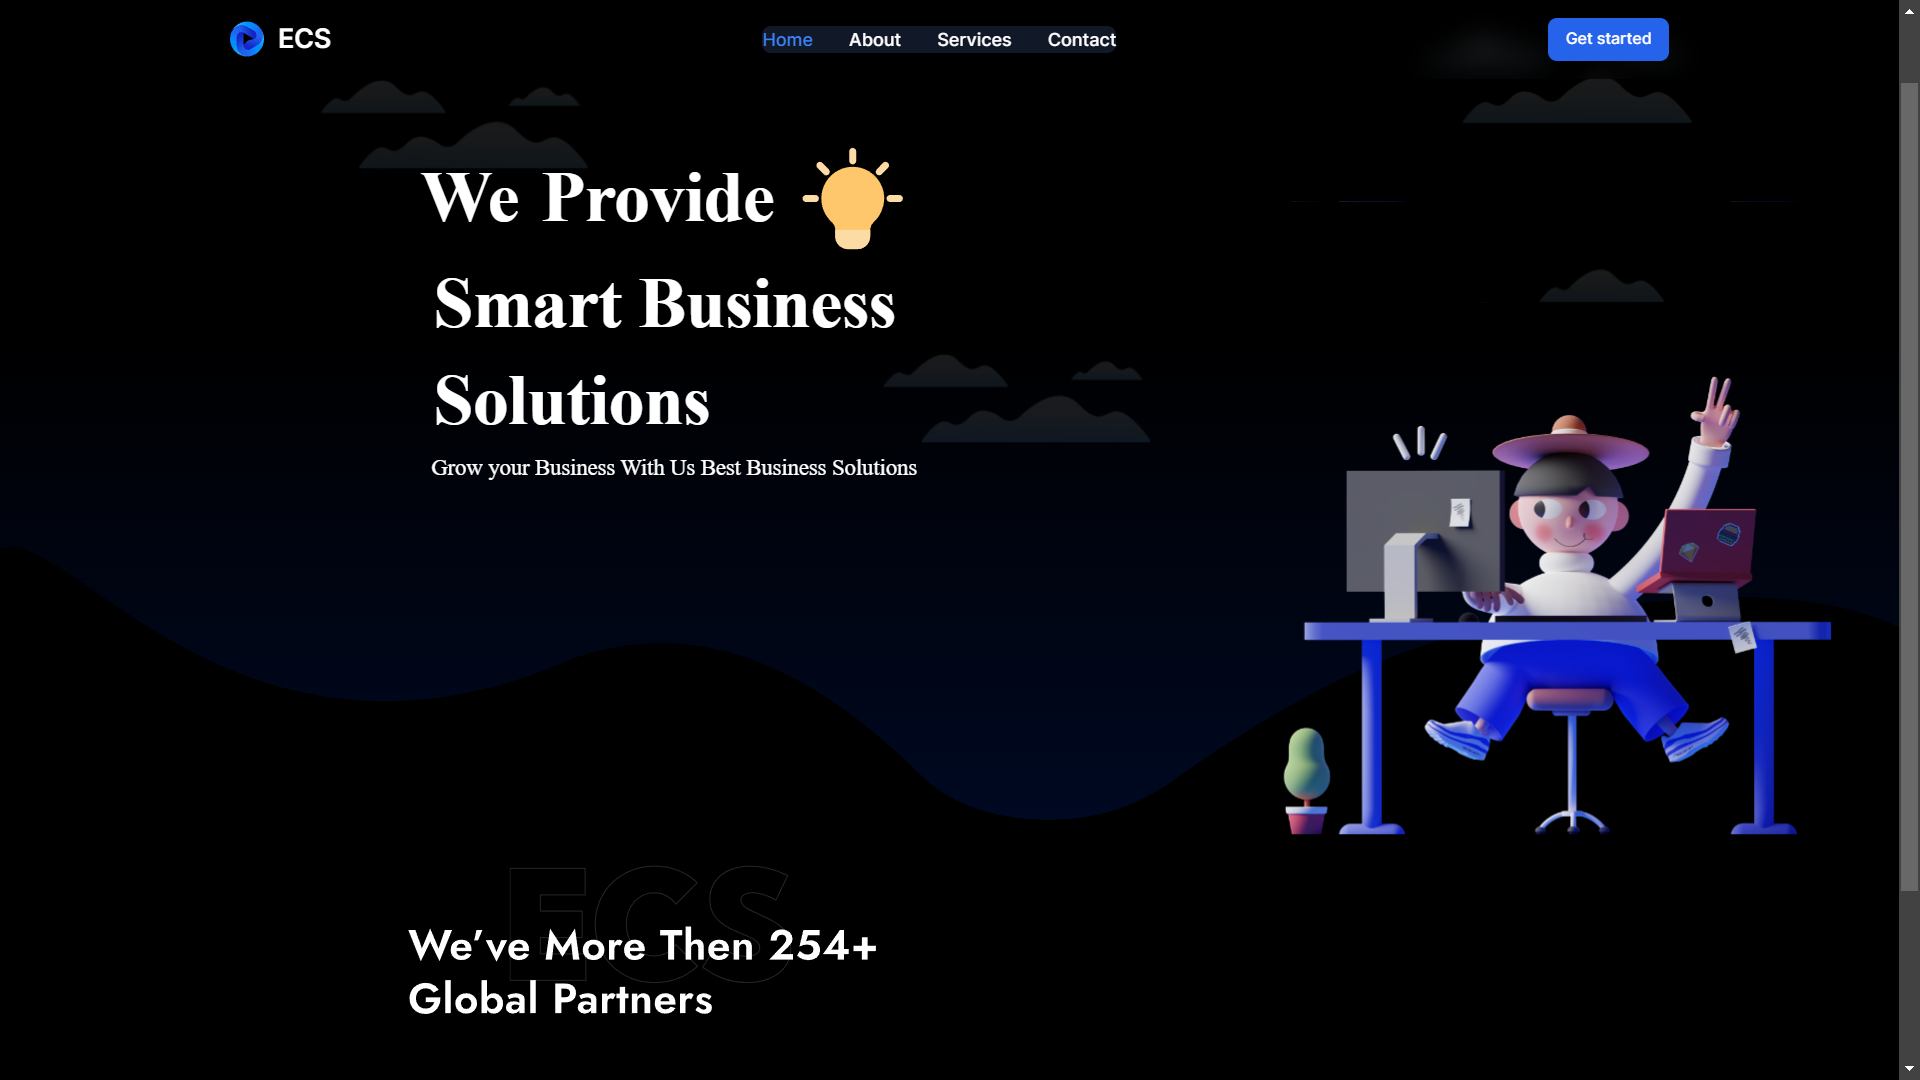 ECS
Home About Services Contact
Get started
We Provide
Smart Business
Solutions
Grow your Business With Us Best Business Solutions
ECS
We’ve More Then 254+
Global Partners